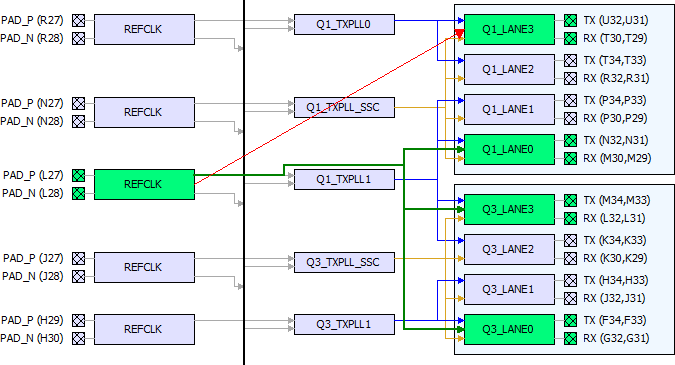 PAD_P (R27)
PAD_N (R28)
REFCLK
Q1_TXPLL0
Q1_LANE3
TX (U32,U31)
RX (T30,T29)
Q1_LANE2
TX (T34,T33)
RX (R32,R31)
PAD_P (N27)
PAD_N (N28)
REFCLK
Q1_TXPLL_SSC
Q1_LANE1
TX (P34,P33)
RX (P30,P29)
Q1_LANE0
TX (N32,N31)
RX (M30,M29)
PAD_P (L27)
PAD_N (L28)
REFCLK
Q1_TXPLL1
Q3_LANE3
TX (M34,M33)
RX (L32,L31)
Q3_LANE2
TX (K34,K33)
RX (K30,K29)
PAD_P (J27)
PAD_N (J28)
REFCLK
Q3_TXPLL_SSC
Q3_LANE1
TX (H34,H33)
RX (J32,J31)
PAD_P (H29)
PAD_N (H30)
REFCLK
Q3_TXPLL1
Q3_LANE0
TX (F34,F33)
RX (G32,G31)